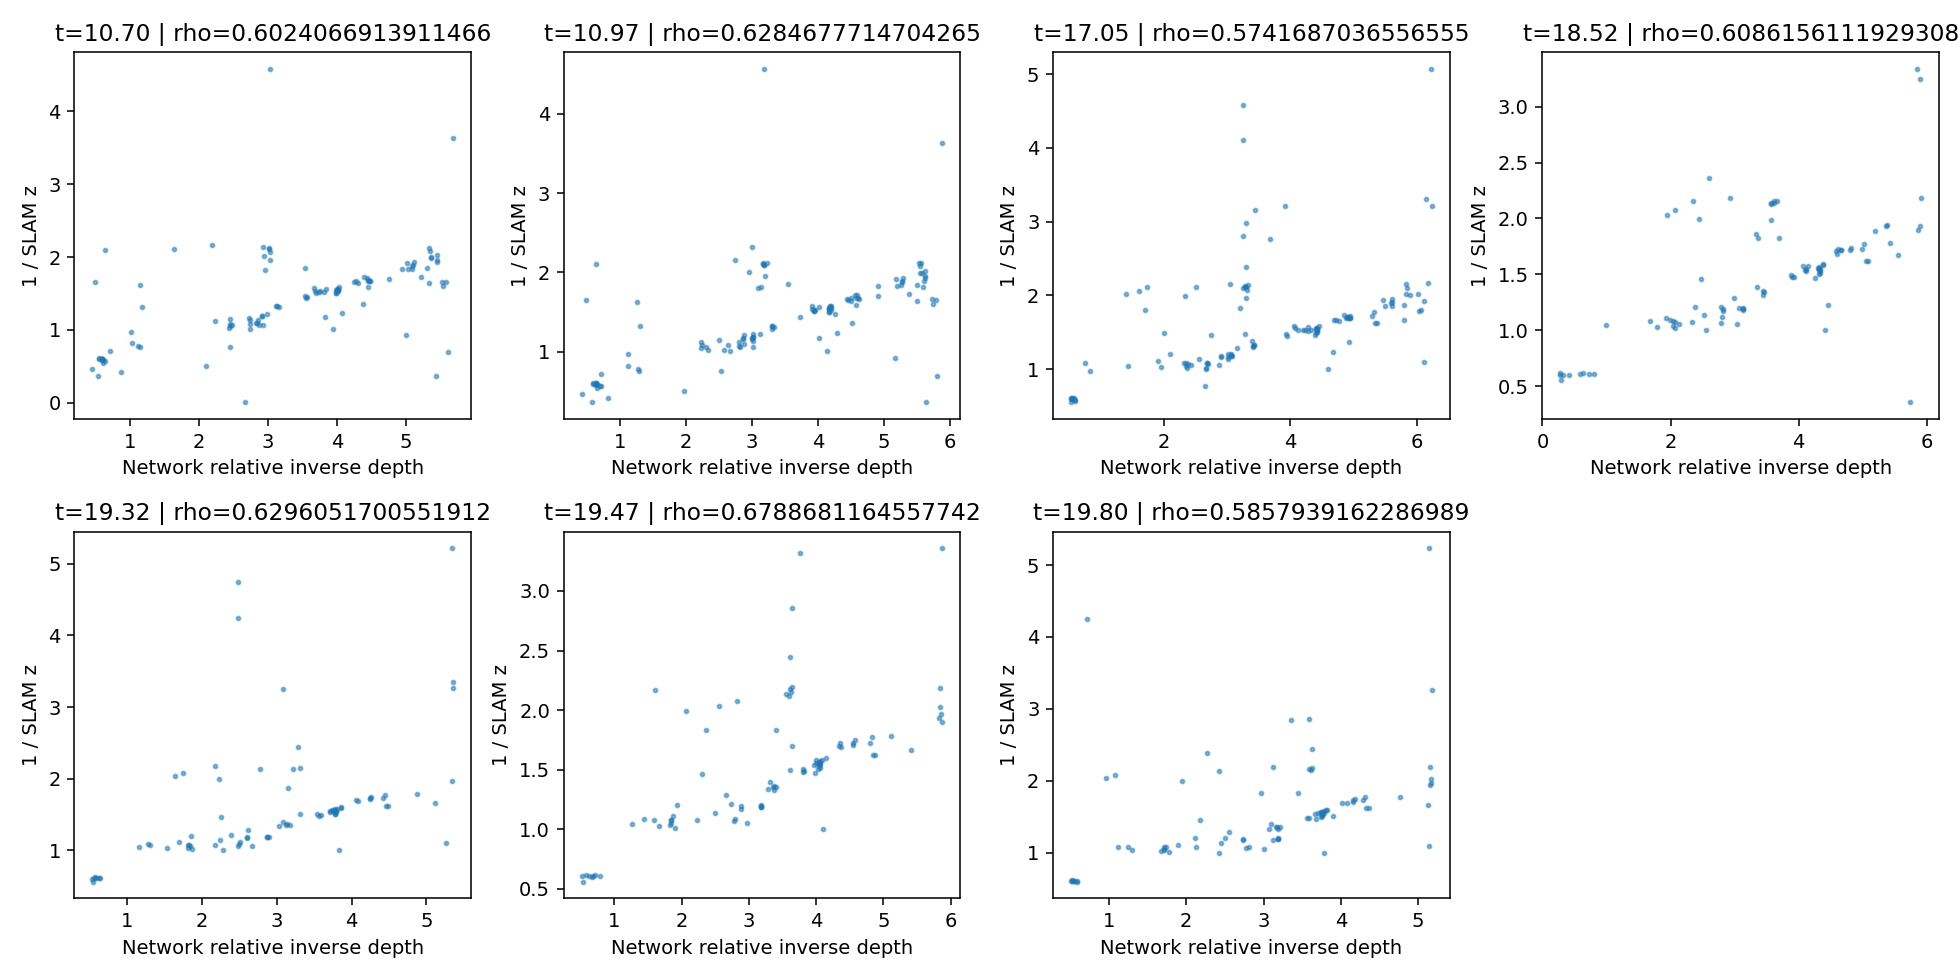 t=10.70 | rho=0.6024066913911466
t=10.97 | rho=0.6284677714704265
t=17.05 | rho=0.5741687036556555
t=18.52 | rho=0.6086156111929308
1 / SLAM z
4
3
2
1
0
1 2 3 4 5
Network relative inverse depth
1 / SLAM z
4
3
2
1
1 2 3 4 5 6
Network relative inverse depth
1 / SLAM z
5
4
3
2
1
2 4 6
Network relative inverse depth
1 / SLAM z
3.0
2.5
2.0
1.5
1.0
0.5
0 2 4 6
Network relative inverse depth
t=19.32 | rho=0.6296051700551912
t=19.47 | rho=0.6788681164557742
t=19.80 | rho=0.5857939162286989
1 / SLAM z
5
4
3
2
1
1 2 3 4 5
Network relative inverse depth
1 / SLAM z
3.0
2.5
2.0
1.5
1.0
0.5
1 2 3 4 5 6
Network relative inverse depth
1 / SLAM z
5
4
3
2
1
1 2 3 4 5
Network relative inverse depth